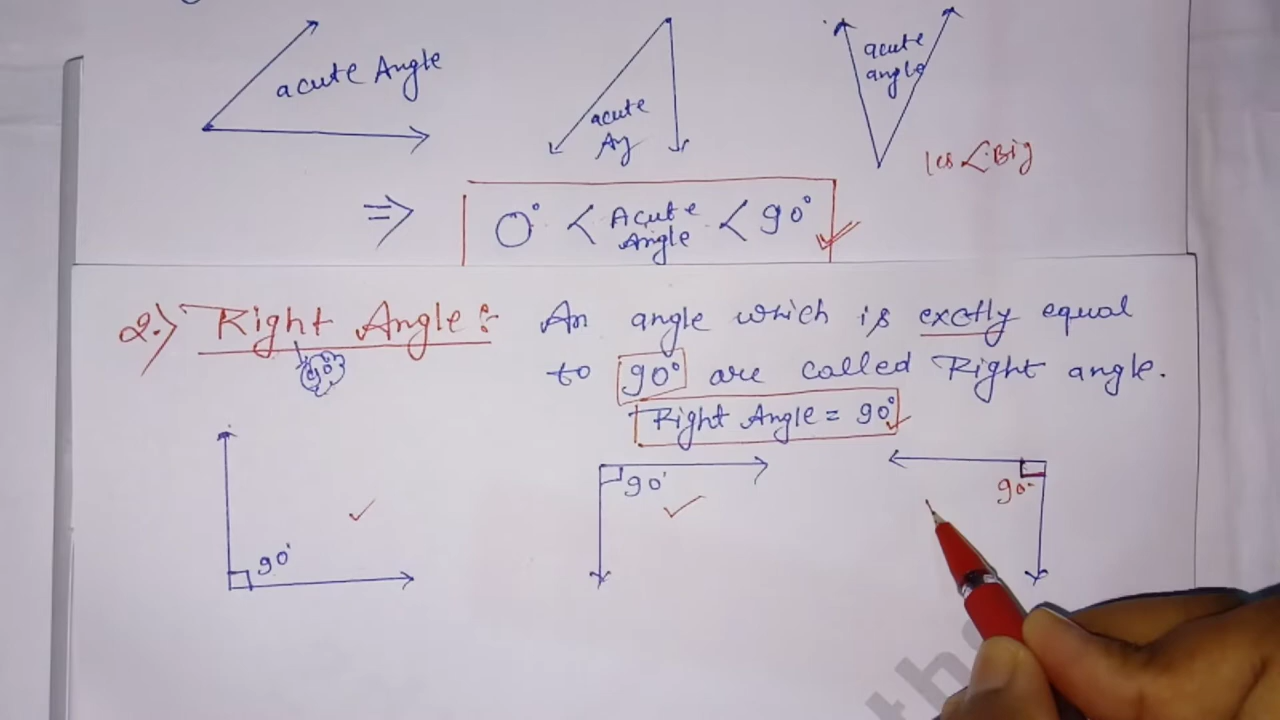 acute Angle
acute
Ay
acute
angle
les < Big
⇒ 0° < Acute Angle < 90°
2.) Right Angle:- An angle which is exctly equal
90°
to 90° are called Right angle.
Right Angle = 90°
90°
90°
90°